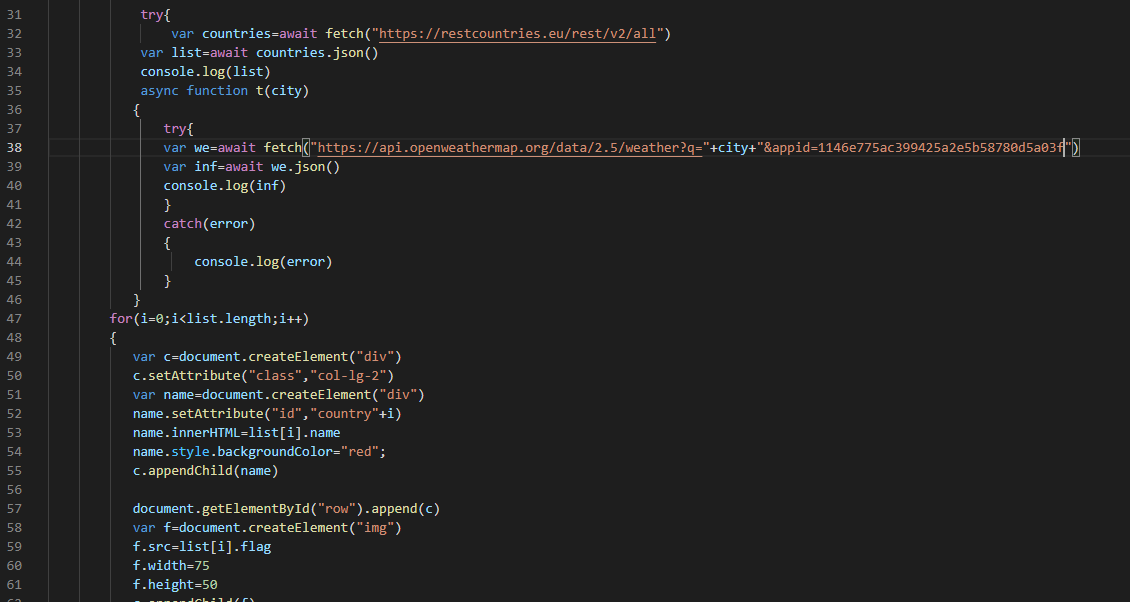 31 try{
32 var countries=await fetch("https://restcountries.eu/rest/v2/all")
33 var list=await countries.json()
34 console.log(list)
35 async function t(city)
36 {
37 try{
38 var we=await fetch("https://api.openweathermap.org/data/2.5/weather?q="+city+"&appid=1146e775ac399425a2e5b58780d5a03f")
39 var inf=await we.json()
40 console.log(inf)
41 }
42 catch(error)
43 {
44 console.log(error)
45 }
46 }
47 for(i=0;i<list.length;i++)
48 {
49 var c=document.createElement("div")
50 c.setAttribute("class","col-lg-2")
51 var name=document.createElement("div")
52 name.setAttribute("id","country"+i)
53 name.innerHTML=list[i].name
54 name.style.backgroundColor="red";
55 c.appendChild(name)
56
57 document.getElementById("row").append(c)
58 var f=document.createElement("img")
59 f.src=list[i].flag
60 f.width=75
61 f.height=50